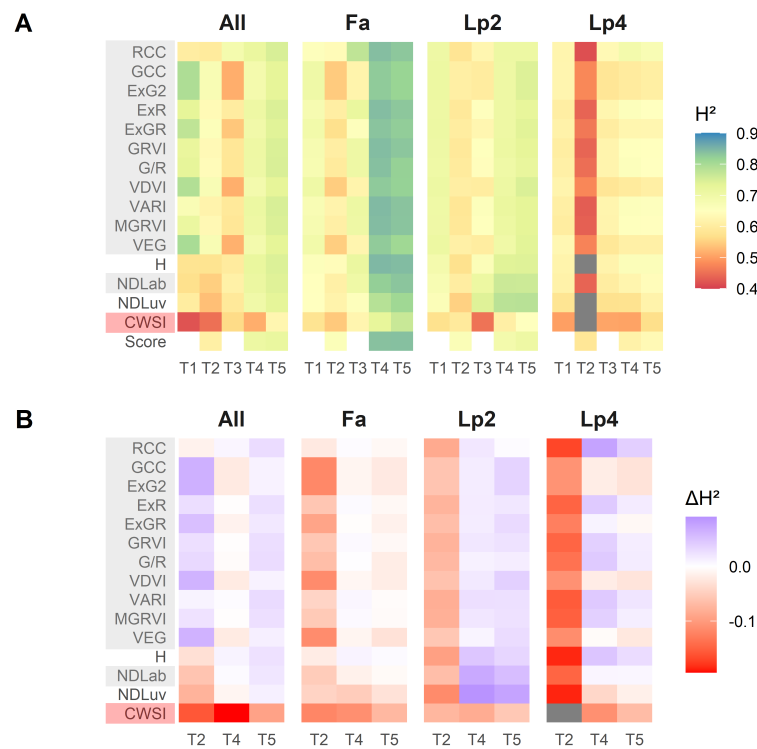 A
All Fa Lp2 Lp4
RCC
GCC
ExG2
ExR
ExGR
GRVI
G/R
VDVI
VARI
MGRVI
VEG
H
NDLab
NDLuv
CWSI
Score
T1 T2 T3 T4 T5 T1 T2 T3 T4 T5 T1 T2 T3 T4 T5 T1 T2 T3 T4 T5
H²
0.9
0.8
0.7
0.6
0.5
0.4
B
All Fa Lp2 Lp4
RCC
GCC
ExG2
ExR
ExGR
GRVI
G/R
VDVI
VARI
MGRVI
VEG
H
NDLab
NDLuv
CWSI
T2 T4 T5 T2 T4 T5 T2 T4 T5 T2 T4 T5
ΔH²
0.0
-0.1